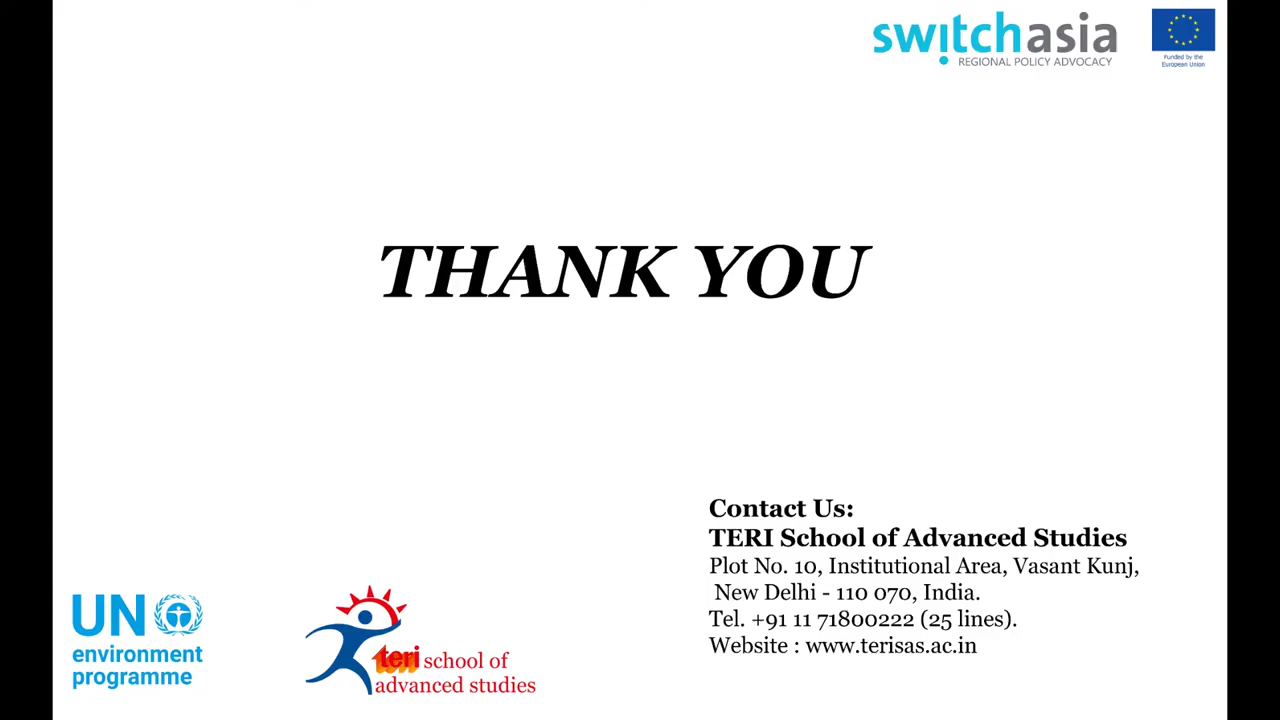 switchasia
REGIONAL POLICY ADVOCACY
Funded by the
European Union
THANK YOU
Contact Us:
TERI School of Advanced Studies
Plot No. 10, Institutional Area, Vasant Kunj,
New Delhi - 110 070, India.
Tel. +91 11 71800222 (25 lines).
Website : www.terisas.ac.in
UN
environment
programme
teri school of
advanced studies